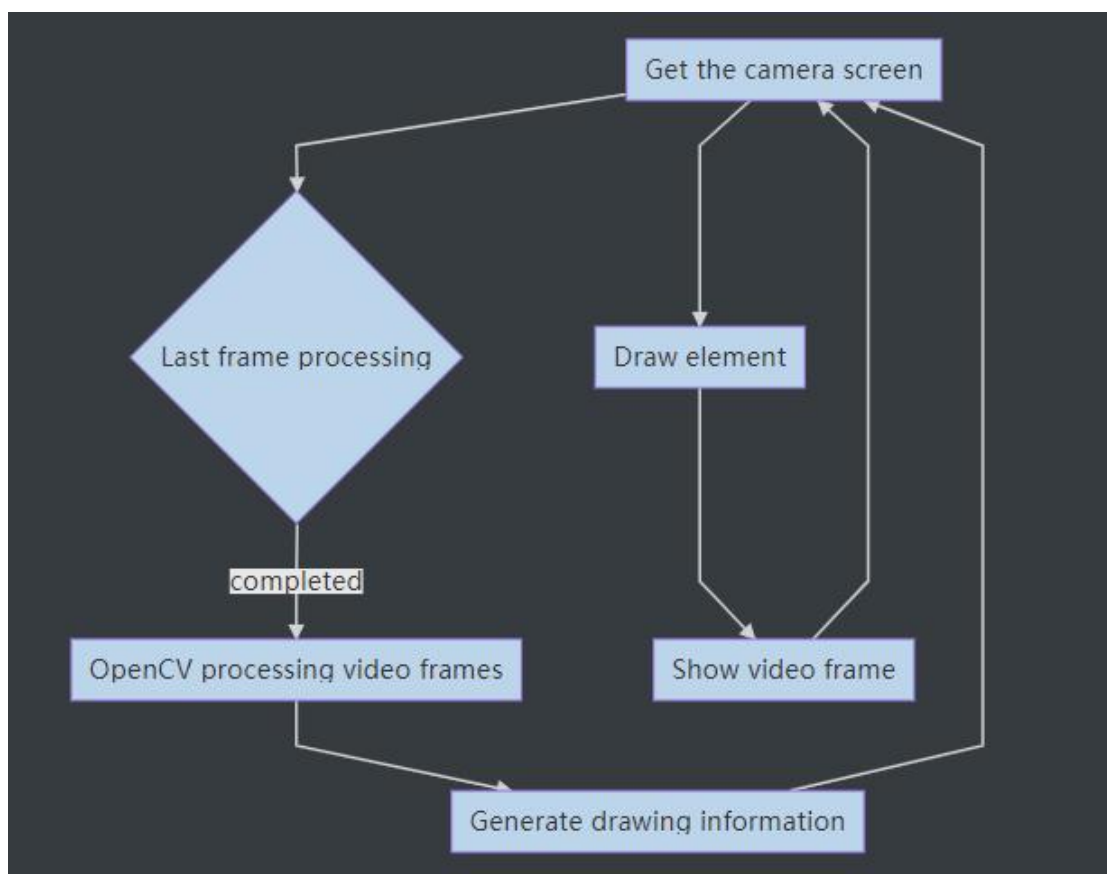 Get the camera screen
Last frame processing
Draw element
completed
OpenCV processing video frames
Show video frame
Generate drawing information